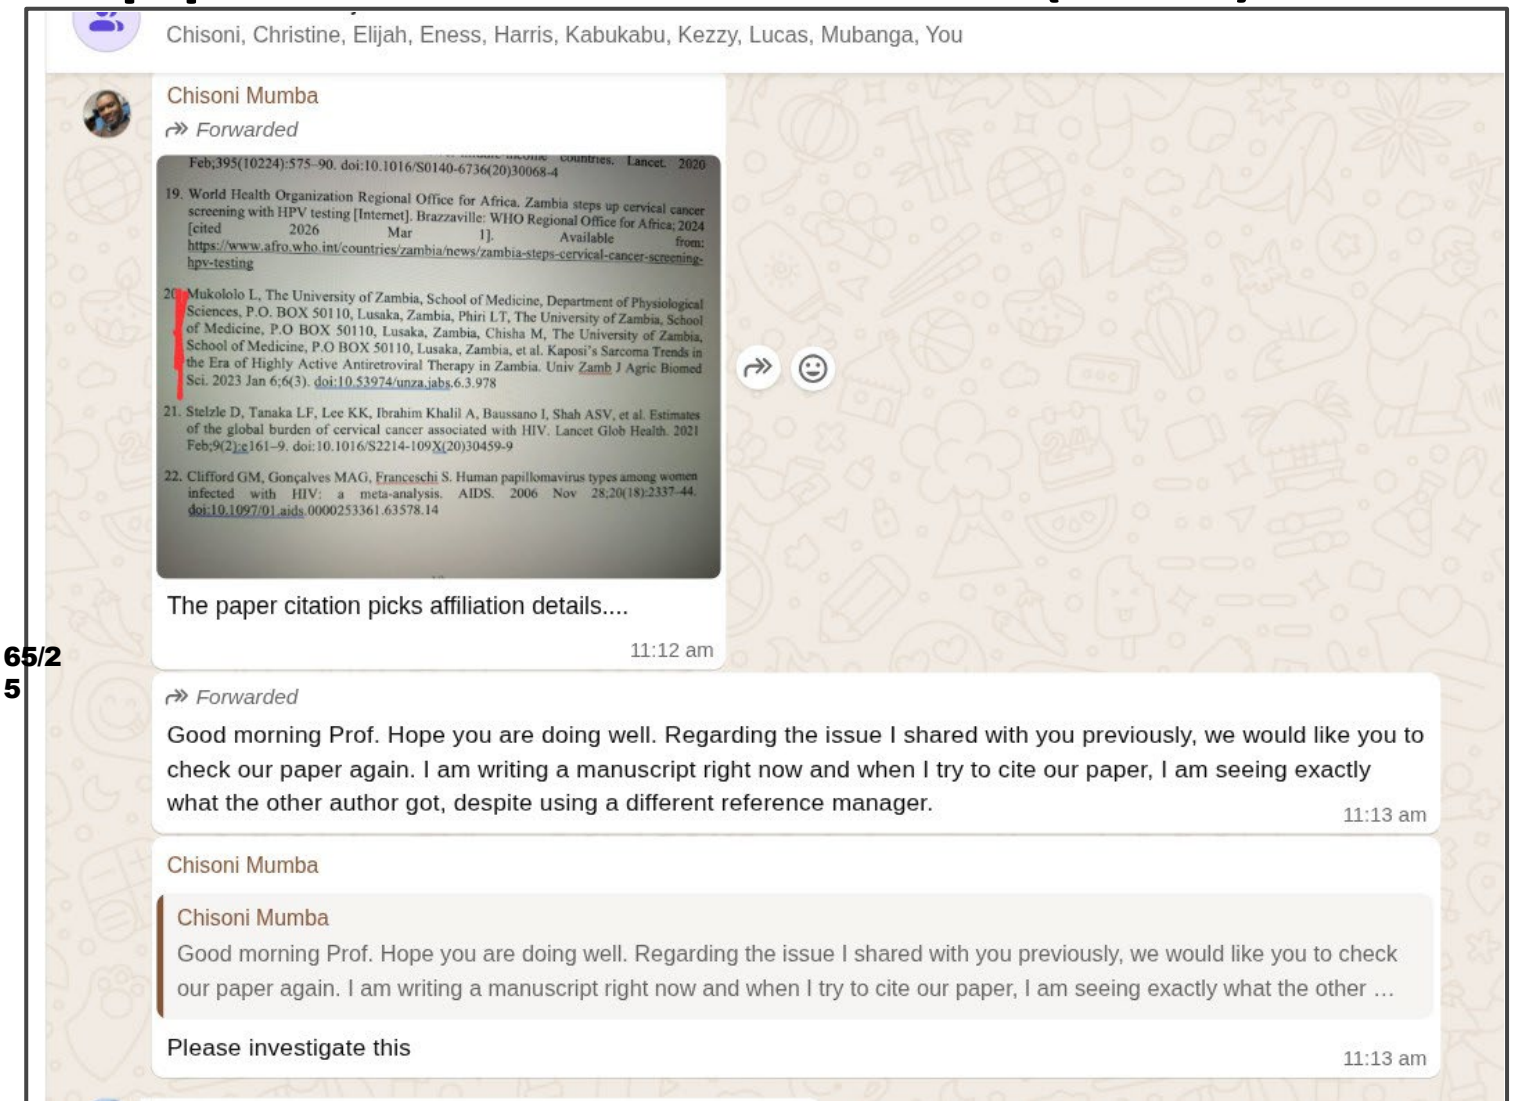 Chisoni, Christine, Elijah, Eness, Harris, Kabukabu, Kezzy, Lucas, Mubanga, You
Chisoni Mumba
Forwarded
countries. Lancet. 2020
Feb;395(10224):575–90. doi:10.1016/S0140-6736(20)30068-4
19. World Health Organization Regional Office for Africa. Zambia steps up cervical cancer
screening with HPV testing [Internet]. Brazzaville: WHO Regional Office for Africa; 2024
[cited 2026 Mar 1]. Available from:
https://www.afro.who.int/countries/zambia/news/zambia-steps-cervical-cancer-screening-
hpv-testing
20. Mukololo L, The University of Zambia, School of Medicine, Department of Physiological
Sciences, P.O. BOX 50110, Lusaka, Zambia, Phiri LT, The University of Zambia, School
of Medicine, P.O BOX 50110, Lusaka, Zambia, Chisha M, The University of Zambia,
School of Medicine, P.O BOX 50110, Lusaka, Zambia, et al. Kaposi's Sarcoma Trends in
the Era of Highly Active Antiretroviral Therapy in Zambia. Univ Zamb J Agric Biomed
Sci. 2023 Jan 6;6(3). doi:10.53974/unza.jabs.6.3.978
21. Stelzle D, Tanaka LF, Lee KK, Ibrahim Khalil A, Baussano I, Shah ASV, et al. Estimates
of the global burden of cervical cancer associated with HIV. Lancet Glob Health. 2021
Feb;9(2):e161–9. doi:10.1016/S2214-109X(20)30459-9
22. Clifford GM, Gonçalves MAG, Franceschi S. Human papillomavirus types among women
infected with HIV: a meta-analysis. AIDS. 2006 Nov 28;20(18):2337–44.
doi:10.1097/01.aids.0000253361.63578.14
The paper citation picks affiliation details....
11:12 am
65/2
5
Forwarded
Good morning Prof. Hope you are doing well. Regarding the issue I shared with you previously, we would like you to
check our paper again. I am writing a manuscript right now and when I try to cite our paper, I am seeing exactly
what the other author got, despite using a different reference manager.
11:13 am
Chisoni Mumba
Chisoni Mumba
Good morning Prof. Hope you are doing well. Regarding the issue I shared with you previously, we would like you to check
our paper again. I am writing a manuscript right now and when I try to cite our paper, I am seeing exactly what the other ...
Please investigate this
11:13 am